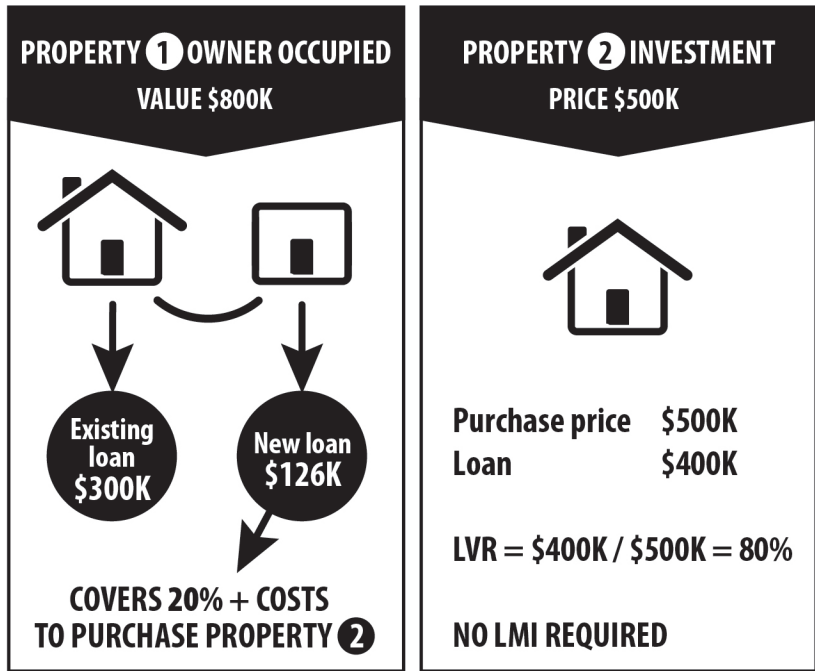 PROPERTY 1 OWNER OCCUPIED
VALUE $800K
Existing
loan
$300K
New loan
$126K
COVERS 20% + COSTS
TO PURCHASE PROPERTY 2
PROPERTY 2 INVESTMENT
PRICE $500K
Purchase price $500K
Loan $400K
LVR = $400K / $500K = 80%
NO LMI REQUIRED